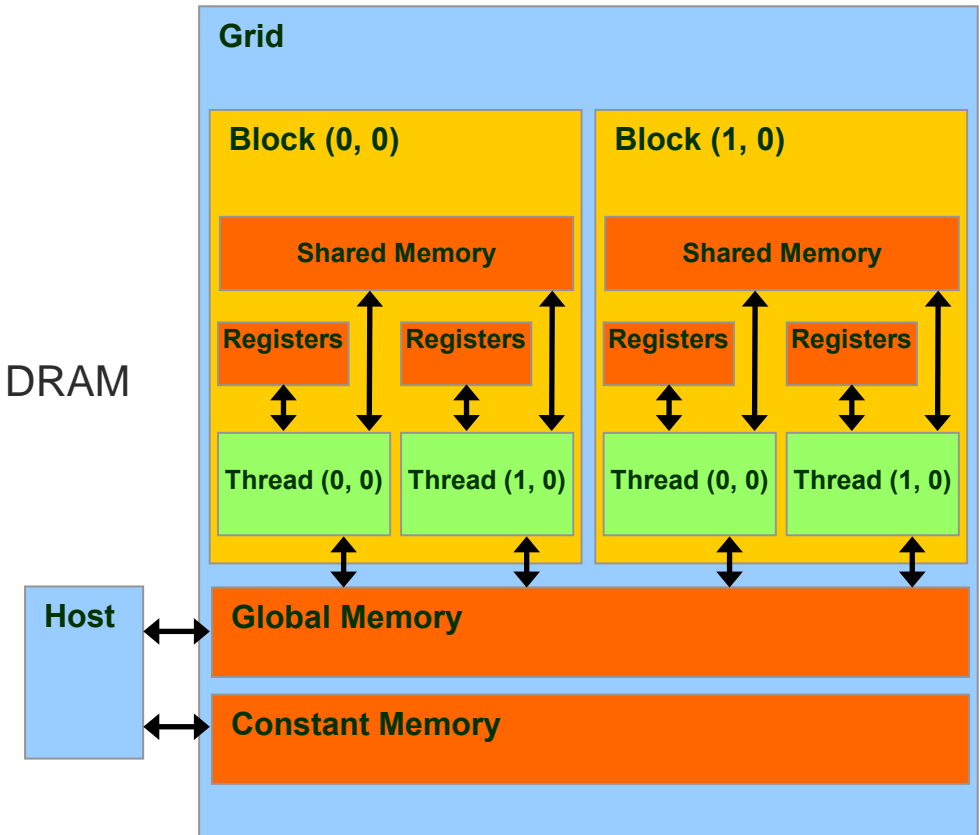 Grid
Block (0, 0)
Block (1, 0)
Shared Memory
Shared Memory
Registers
Registers
Registers
Registers
DRAM
Thread (0, 0)
Thread (1, 0)
Thread (0, 0)
Thread (1, 0)
Host
Global Memory
Constant Memory